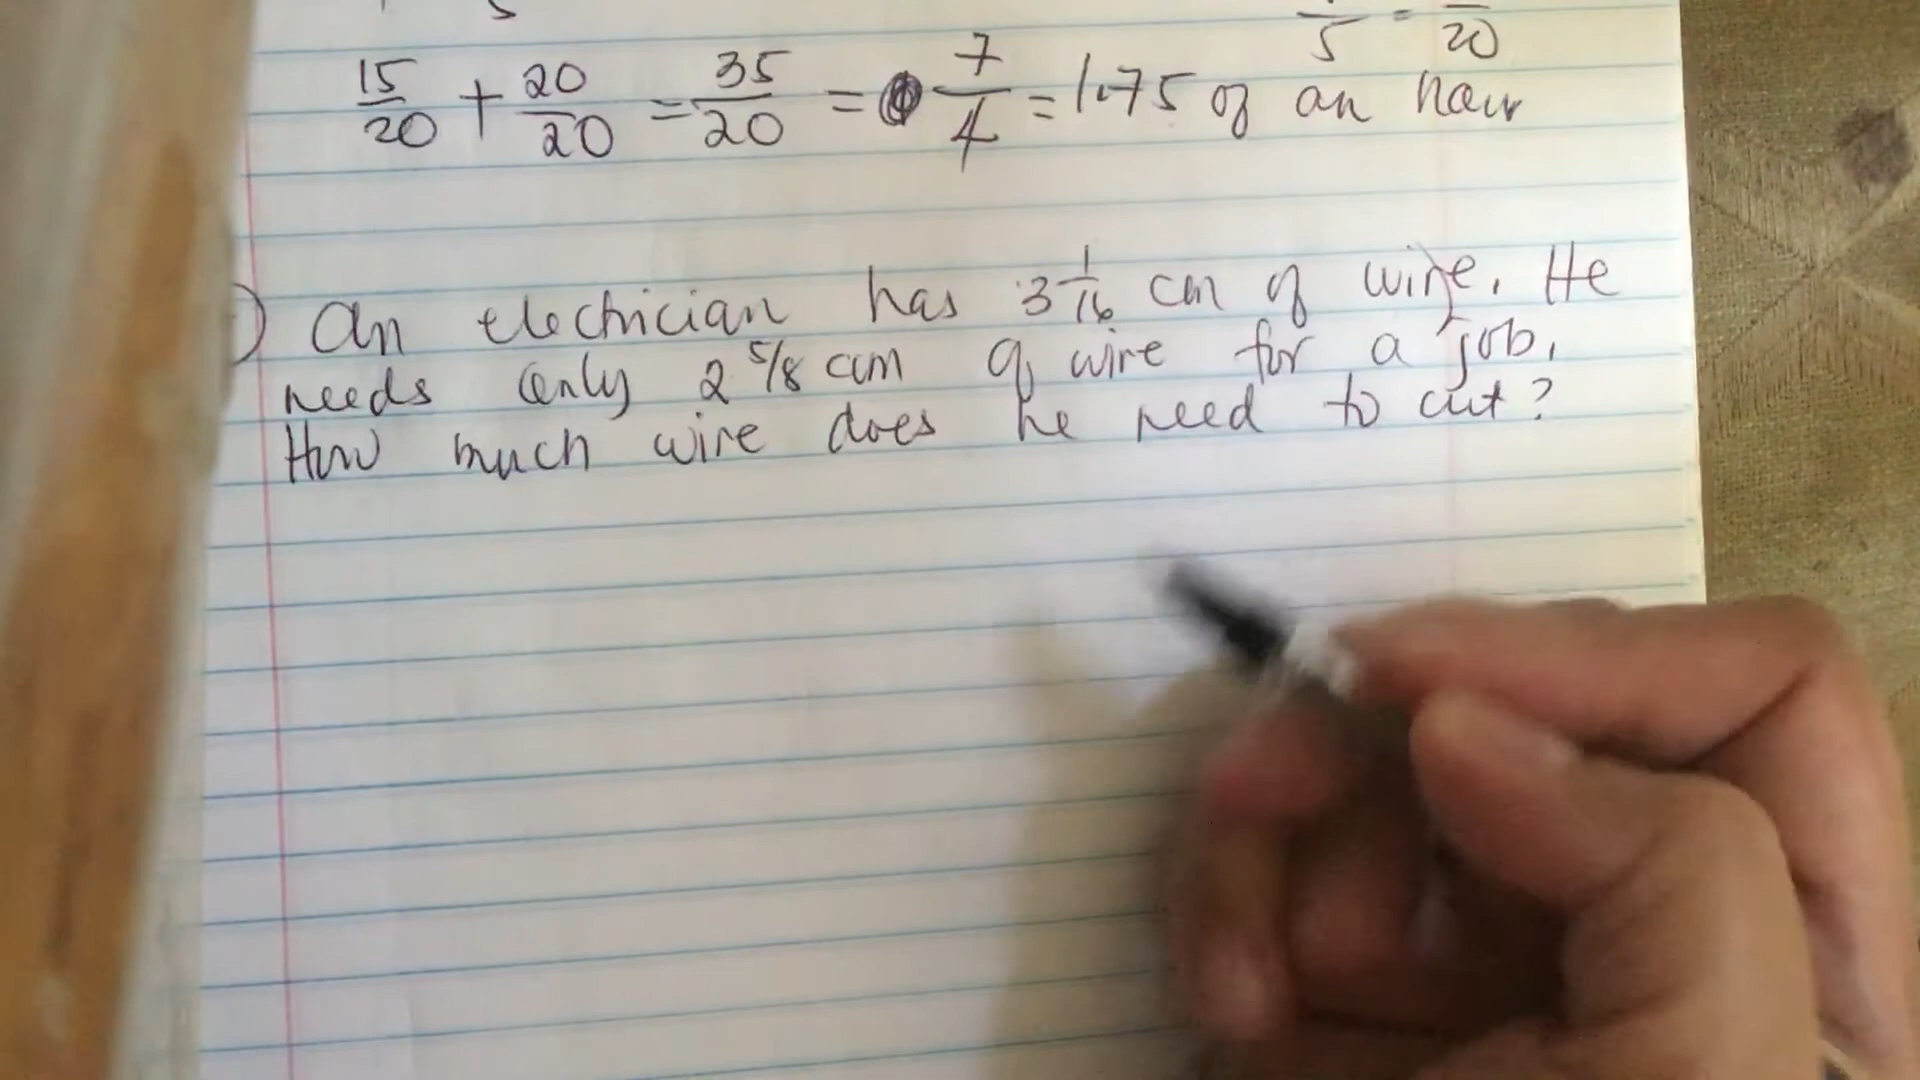 5 = 20
15/20 + 20/20 = 35/20 = 7/4 = 1.75 of an hour
) An electrician has 3 1/16 cm of wire. He
needs only 2 5/8 cm of wire for a job.
How much wire does he need to cut?